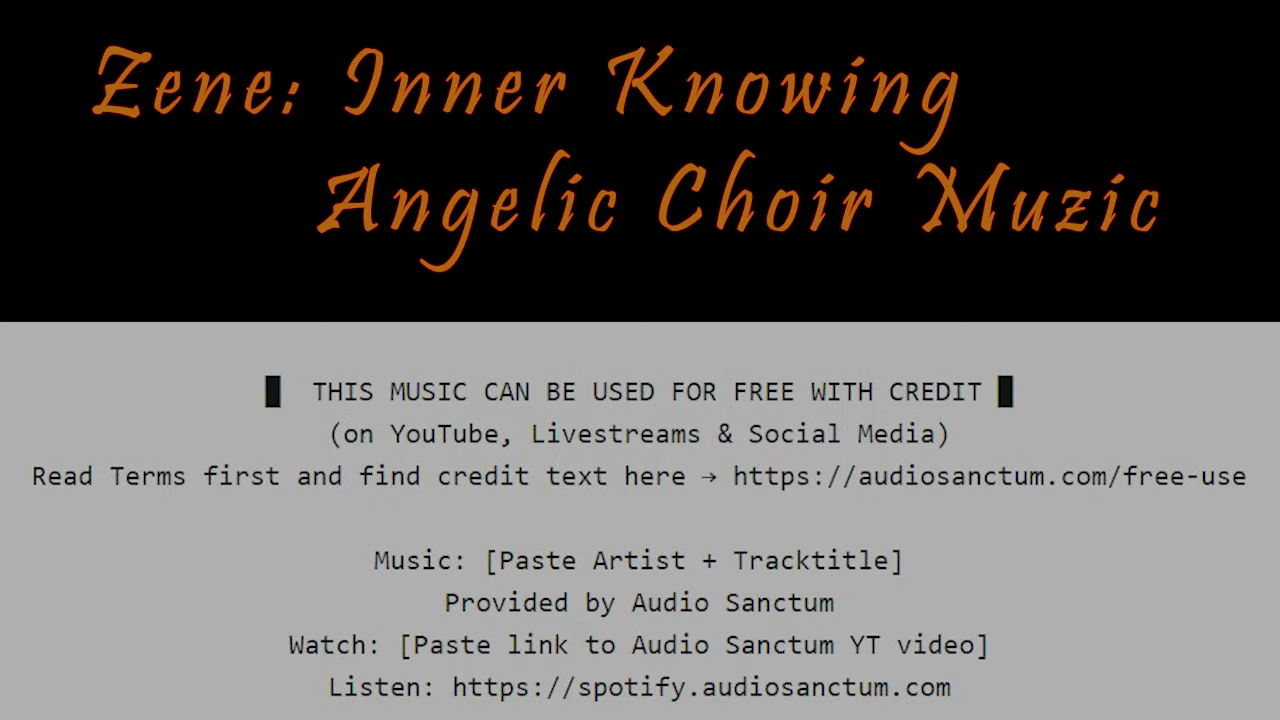 Zene: Inner Knowing
Angelic Choir Muzic
THIS MUSIC CAN BE USED FOR FREE WITH CREDIT
(on YouTube, Livestreams & Social Media)
Read Terms first and find credit text here → https://audiosanctum.com/free-use
Music: [Paste Artist + Tracktitle]
Provided by Audio Sanctum
Watch: [Paste link to Audio Sanctum YT video]
Listen: https://spotify.audiosanctum.com